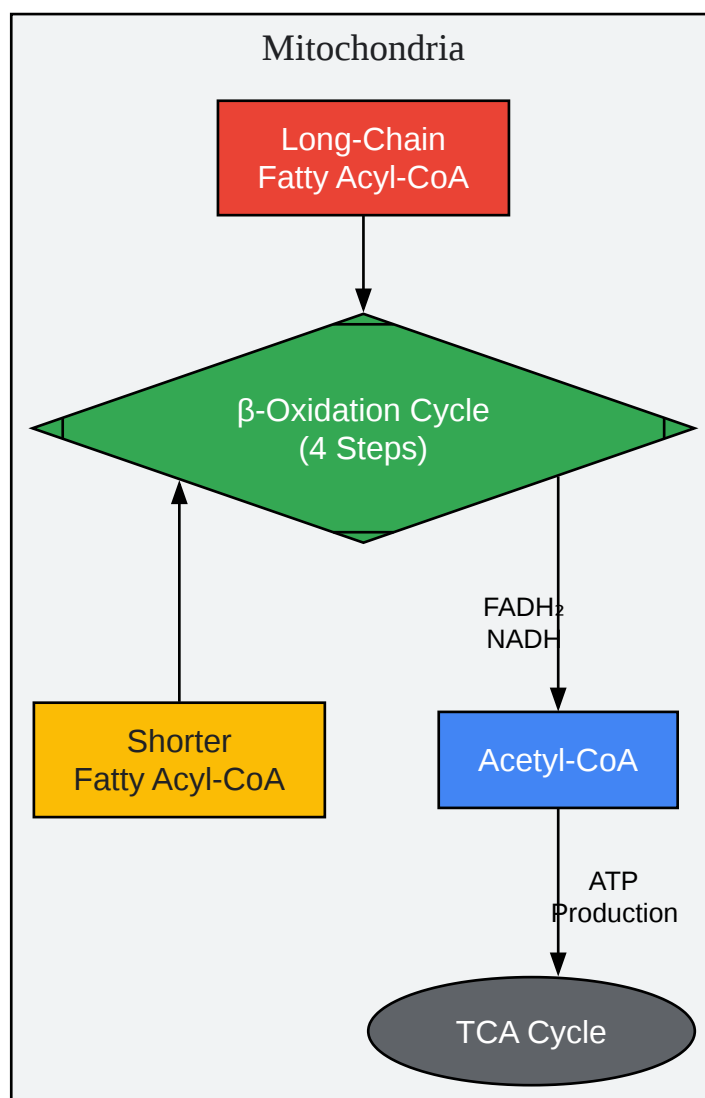 Mitochondria
Long-Chain
Fatty Acyl-CoA
β-Oxidation Cycle
(4 Steps)
FADH₂
NADH
Shorter
Fatty Acyl-CoA
Acetyl-CoA
ATP
Production
TCA Cycle